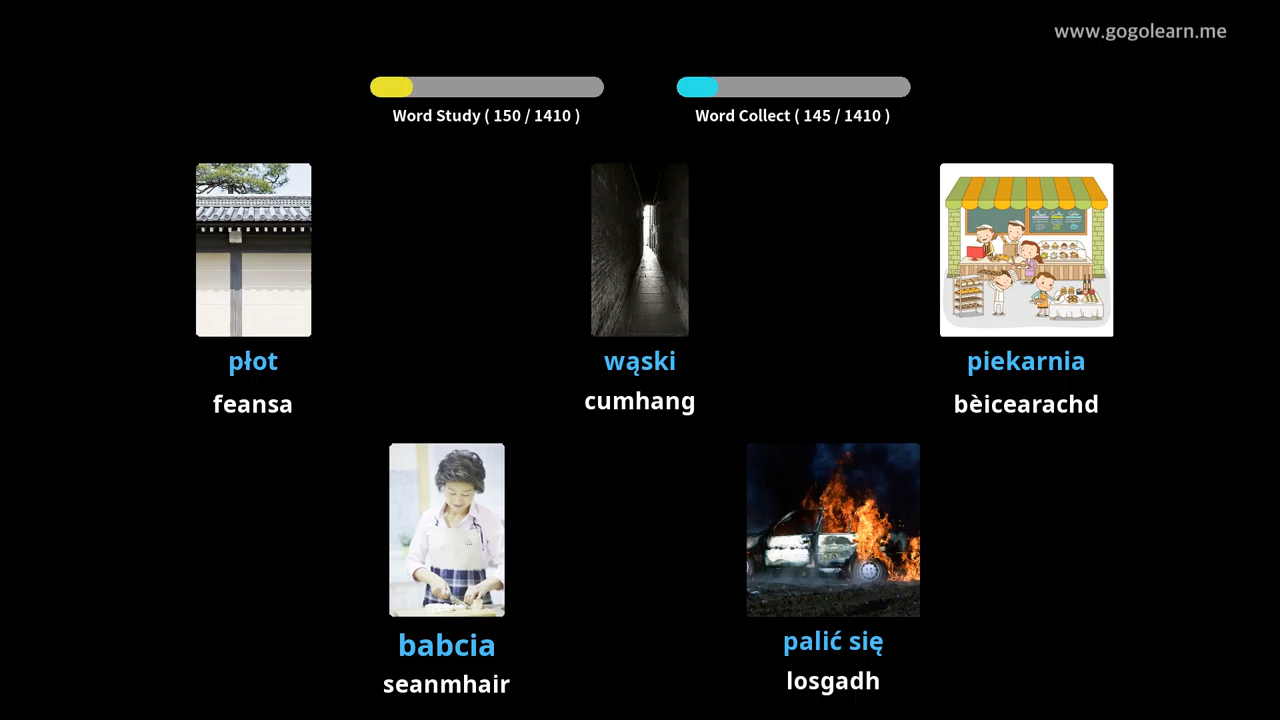 www.gogolearn.me
Word Study ( 150 / 1410 )
Word Collect ( 145 / 1410 )
płot
feansa
wąski
cumhang
piekarnia
bèicearachd
babcia
seanmhair
palić się
losgadh